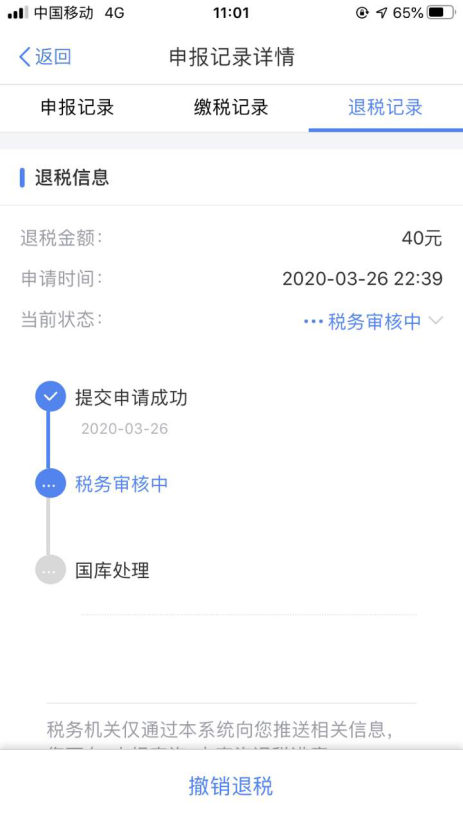 中国移动 4G 11:01 65%
返回 申报记录详情
申报记录 缴税记录 退税记录
退税信息
退税金额： 40元
申请时间： 2020-03-26 22:39
当前状态： ···税务审核中
提交申请成功
2020-03-26
税务审核中
国库处理
税务机关仅通过本系统向您推送相关信息，
撤销退税